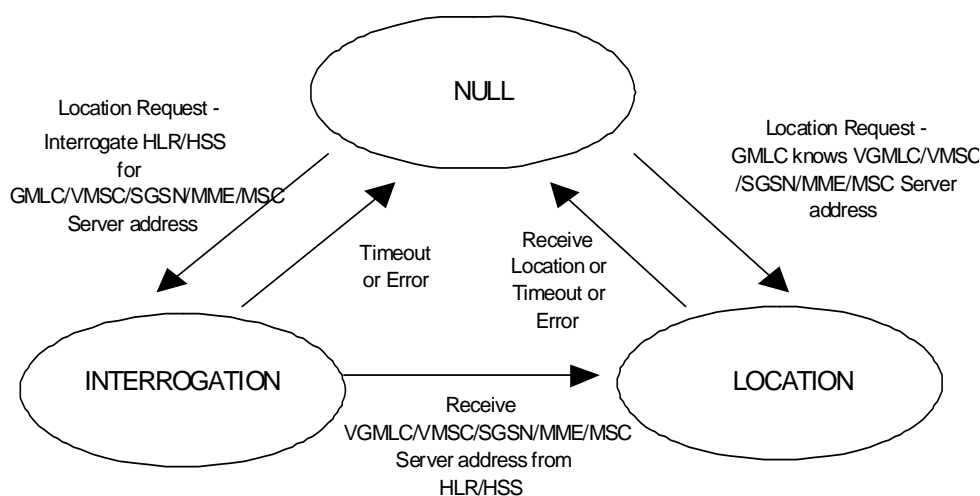 NULL
Location Request -
Interrogate HLR/HSS
for
GMLC/VMSC/SGSN/MME/MSC
Server address
Location Request -
GMLC knows VGMLC/VMSC
/SGSN/MME/MSC Server
address
Timeout
or Error
Receive
Location or
Timeout or
Error
INTERROGATION
LOCATION
Receive
VGMLC/VMSC/SGSN/MME/MSC
Server address from
HLR/HSS